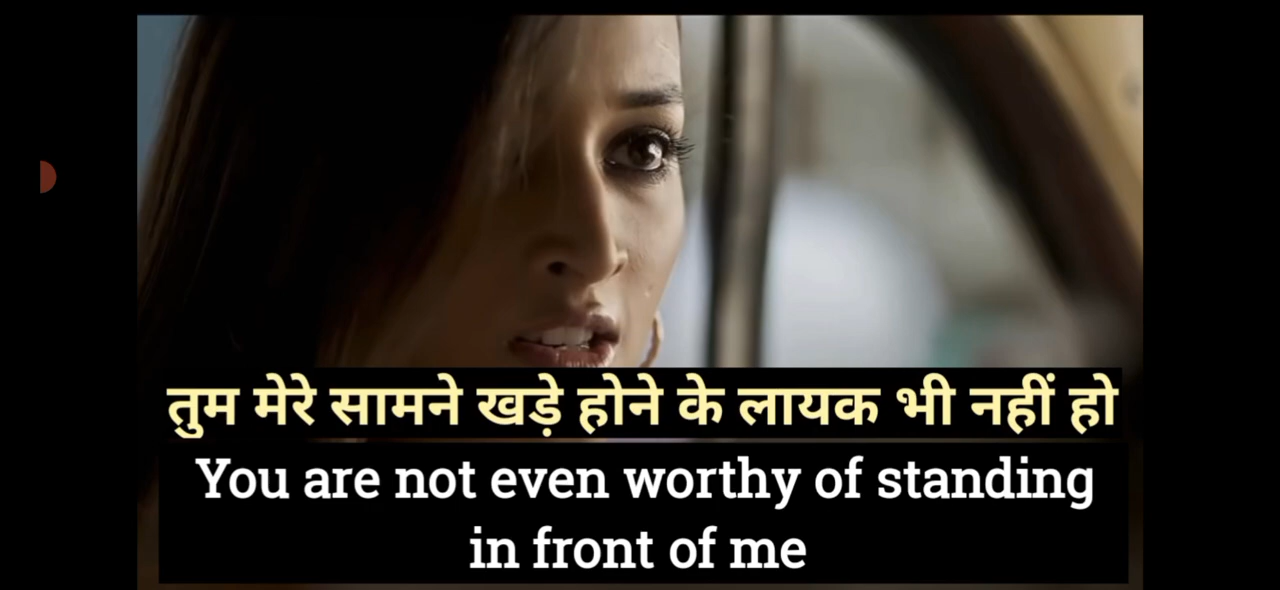 तुम मेरे सामने खड़े होने के लायक भी नहीं हो
You are not even worthy of standing
in front of me